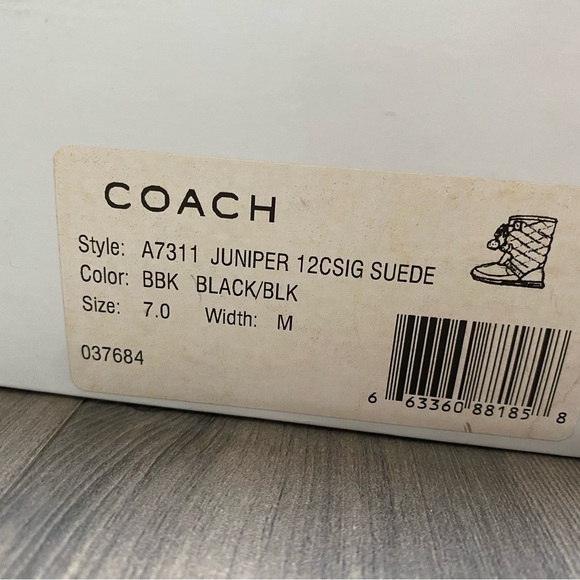 COACH
Style: A7311 JUNIPER 12CSIG SUEDE
Color: BBK BLACK/BLK
Size: 7.0 Width: M
037684
6 63360 88185 8